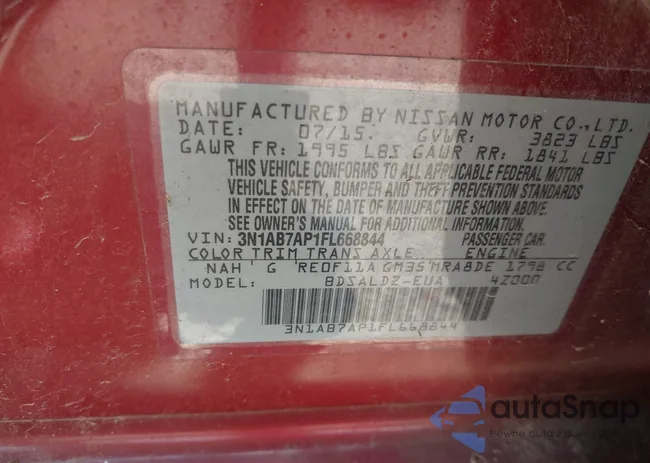 MANUFACTURED BY NISSAN MOTOR CO., LTD.
DATE: 07/15. GVWR: 3823 LBS
GAWR FR: 1995 LBS GAWR RR: 1841 LBS
THIS VEHICLE CONFORMS TO ALL APPLICABLE FEDERAL MOTOR
VEHICLE SAFETY, BUMPER AND THEFT PREVENTION STANDARDS
IN EFFECT ON THE DATE OF MANUFACTURE SHOWN ABOVE.
SEE OWNER'S MANUAL FOR ADDITIONAL INFORMATION.
VIN: 3N1AB7AP1FL668844 PASSENGER CAR.
COLOR TRIM TRANS AXLE ENGINE
NAH G RE0F11A GM35 MRA8DE 1798 CC
MODEL: BDSALDZ-EUA 4Z000
3N1AB7AP1FL668844
autoSnap
Pewne auto